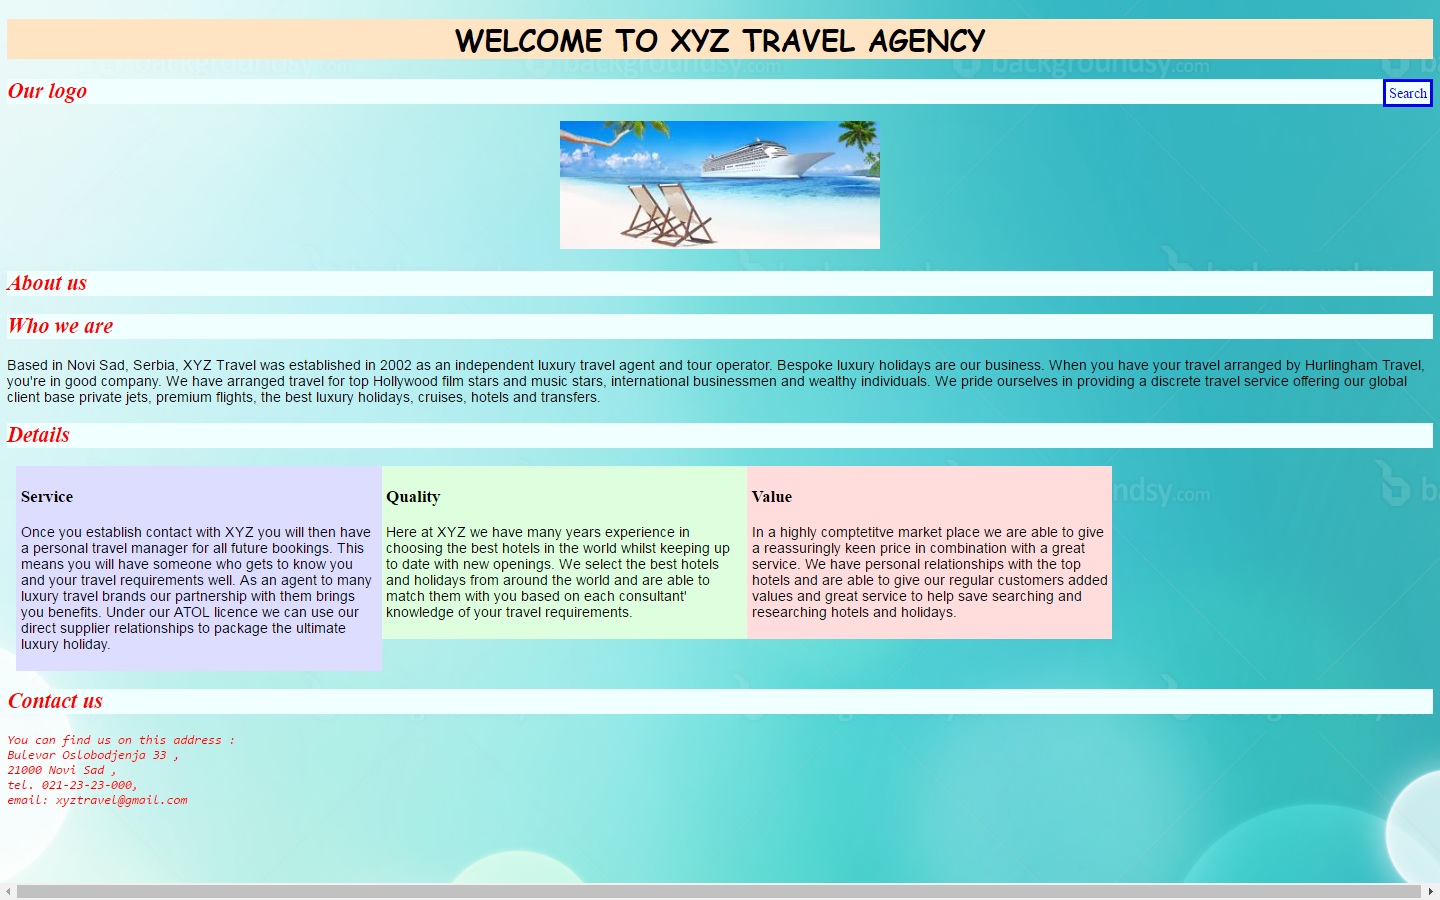 WELCOME TO XYZ TRAVEL AGENCY
backgroundsy.com
Our logo
Search
About us
Who we are
Based in Novi Sad, Serbia, XYZ Travel was established in 2002 as an independent luxury travel agent and tour operator. Bespoke luxury holidays are our business. When you have your travel arranged by Hurlingham Travel,
you're in good company. We have arranged travel for top Hollywood film stars and music stars, international businessmen and wealthy individuals. We pride ourselves in providing a discrete travel service offering our global
client base private jets, premium flights, the best luxury holidays, cruises, hotels and transfers.
Details
Service
Once you establish contact with XYZ you will then have
a personal travel manager for all future bookings. This
means you will have someone who gets to know you
and your travel requirements well. As an agent to many
luxury travel brands our partnership with them brings
you benefits. Under our ATOL licence we can use our
direct supplier relationships to package the ultimate
luxury holiday.
Quality
Here at XYZ we have many years experience in
choosing the best hotels in the world whilst keeping up
to date with new openings. We select the best hotels
and holidays from around the world and are able to
match them with you based on each consultant'
knowledge of your travel requirements.
Value
In a highly comptetitve market place we are able to give
a reassuringly keen price in combination with a great
service. We have personal relationships with the top
hotels and are able to give our regular customers added
values and great service to help save searching and
researching hotels and holidays.
ndsy.com
Contact us
You can find us on this address :
Bulevar Oslobodjenja 33 ,
21000 Novi Sad ,
tel. 021-23-23-000,
email: xyztravel@gmail.com